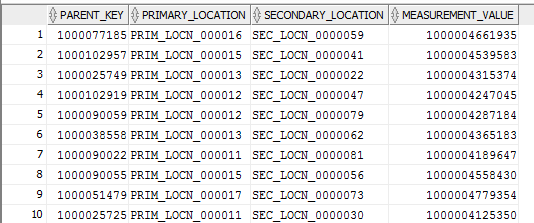 PARENT_KEY PRIMARY_LOCATION SECONDARY_LOCATION MEASUREMENT_VALUE
1 1000077185 PRIM_LOCN_000016 SEC_LOCN_0000059 1000004661935
2 1000102957 PRIM_LOCN_000015 SEC_LOCN_0000041 1000004539583
3 1000025749 PRIM_LOCN_000013 SEC_LOCN_0000022 1000004315374
4 1000102919 PRIM_LOCN_000012 SEC_LOCN_0000047 1000004247045
5 1000090059 PRIM_LOCN_000012 SEC_LOCN_0000079 1000004287184
6 1000038558 PRIM_LOCN_000013 SEC_LOCN_0000062 1000004365183
7 1000090022 PRIM_LOCN_000011 SEC_LOCN_0000081 1000004189647
8 1000090055 PRIM_LOCN_000015 SEC_LOCN_0000056 1000004558430
9 1000051479 PRIM_LOCN_000017 SEC_LOCN_0000073 1000004779354
10 1000025725 PRIM_LOCN_000011 SEC_LOCN_0000030 1000004125350